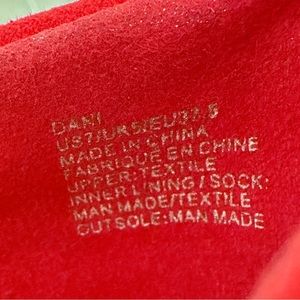 DANI
US7/UK5/EU37.5
MADE IN CHINA
FABRIQUE EN CHINE
UPPER:TEXTILE
INNER LINING/SOCK:
MAN MADE/TEXTILE
OUTSOLE:MAN MADE